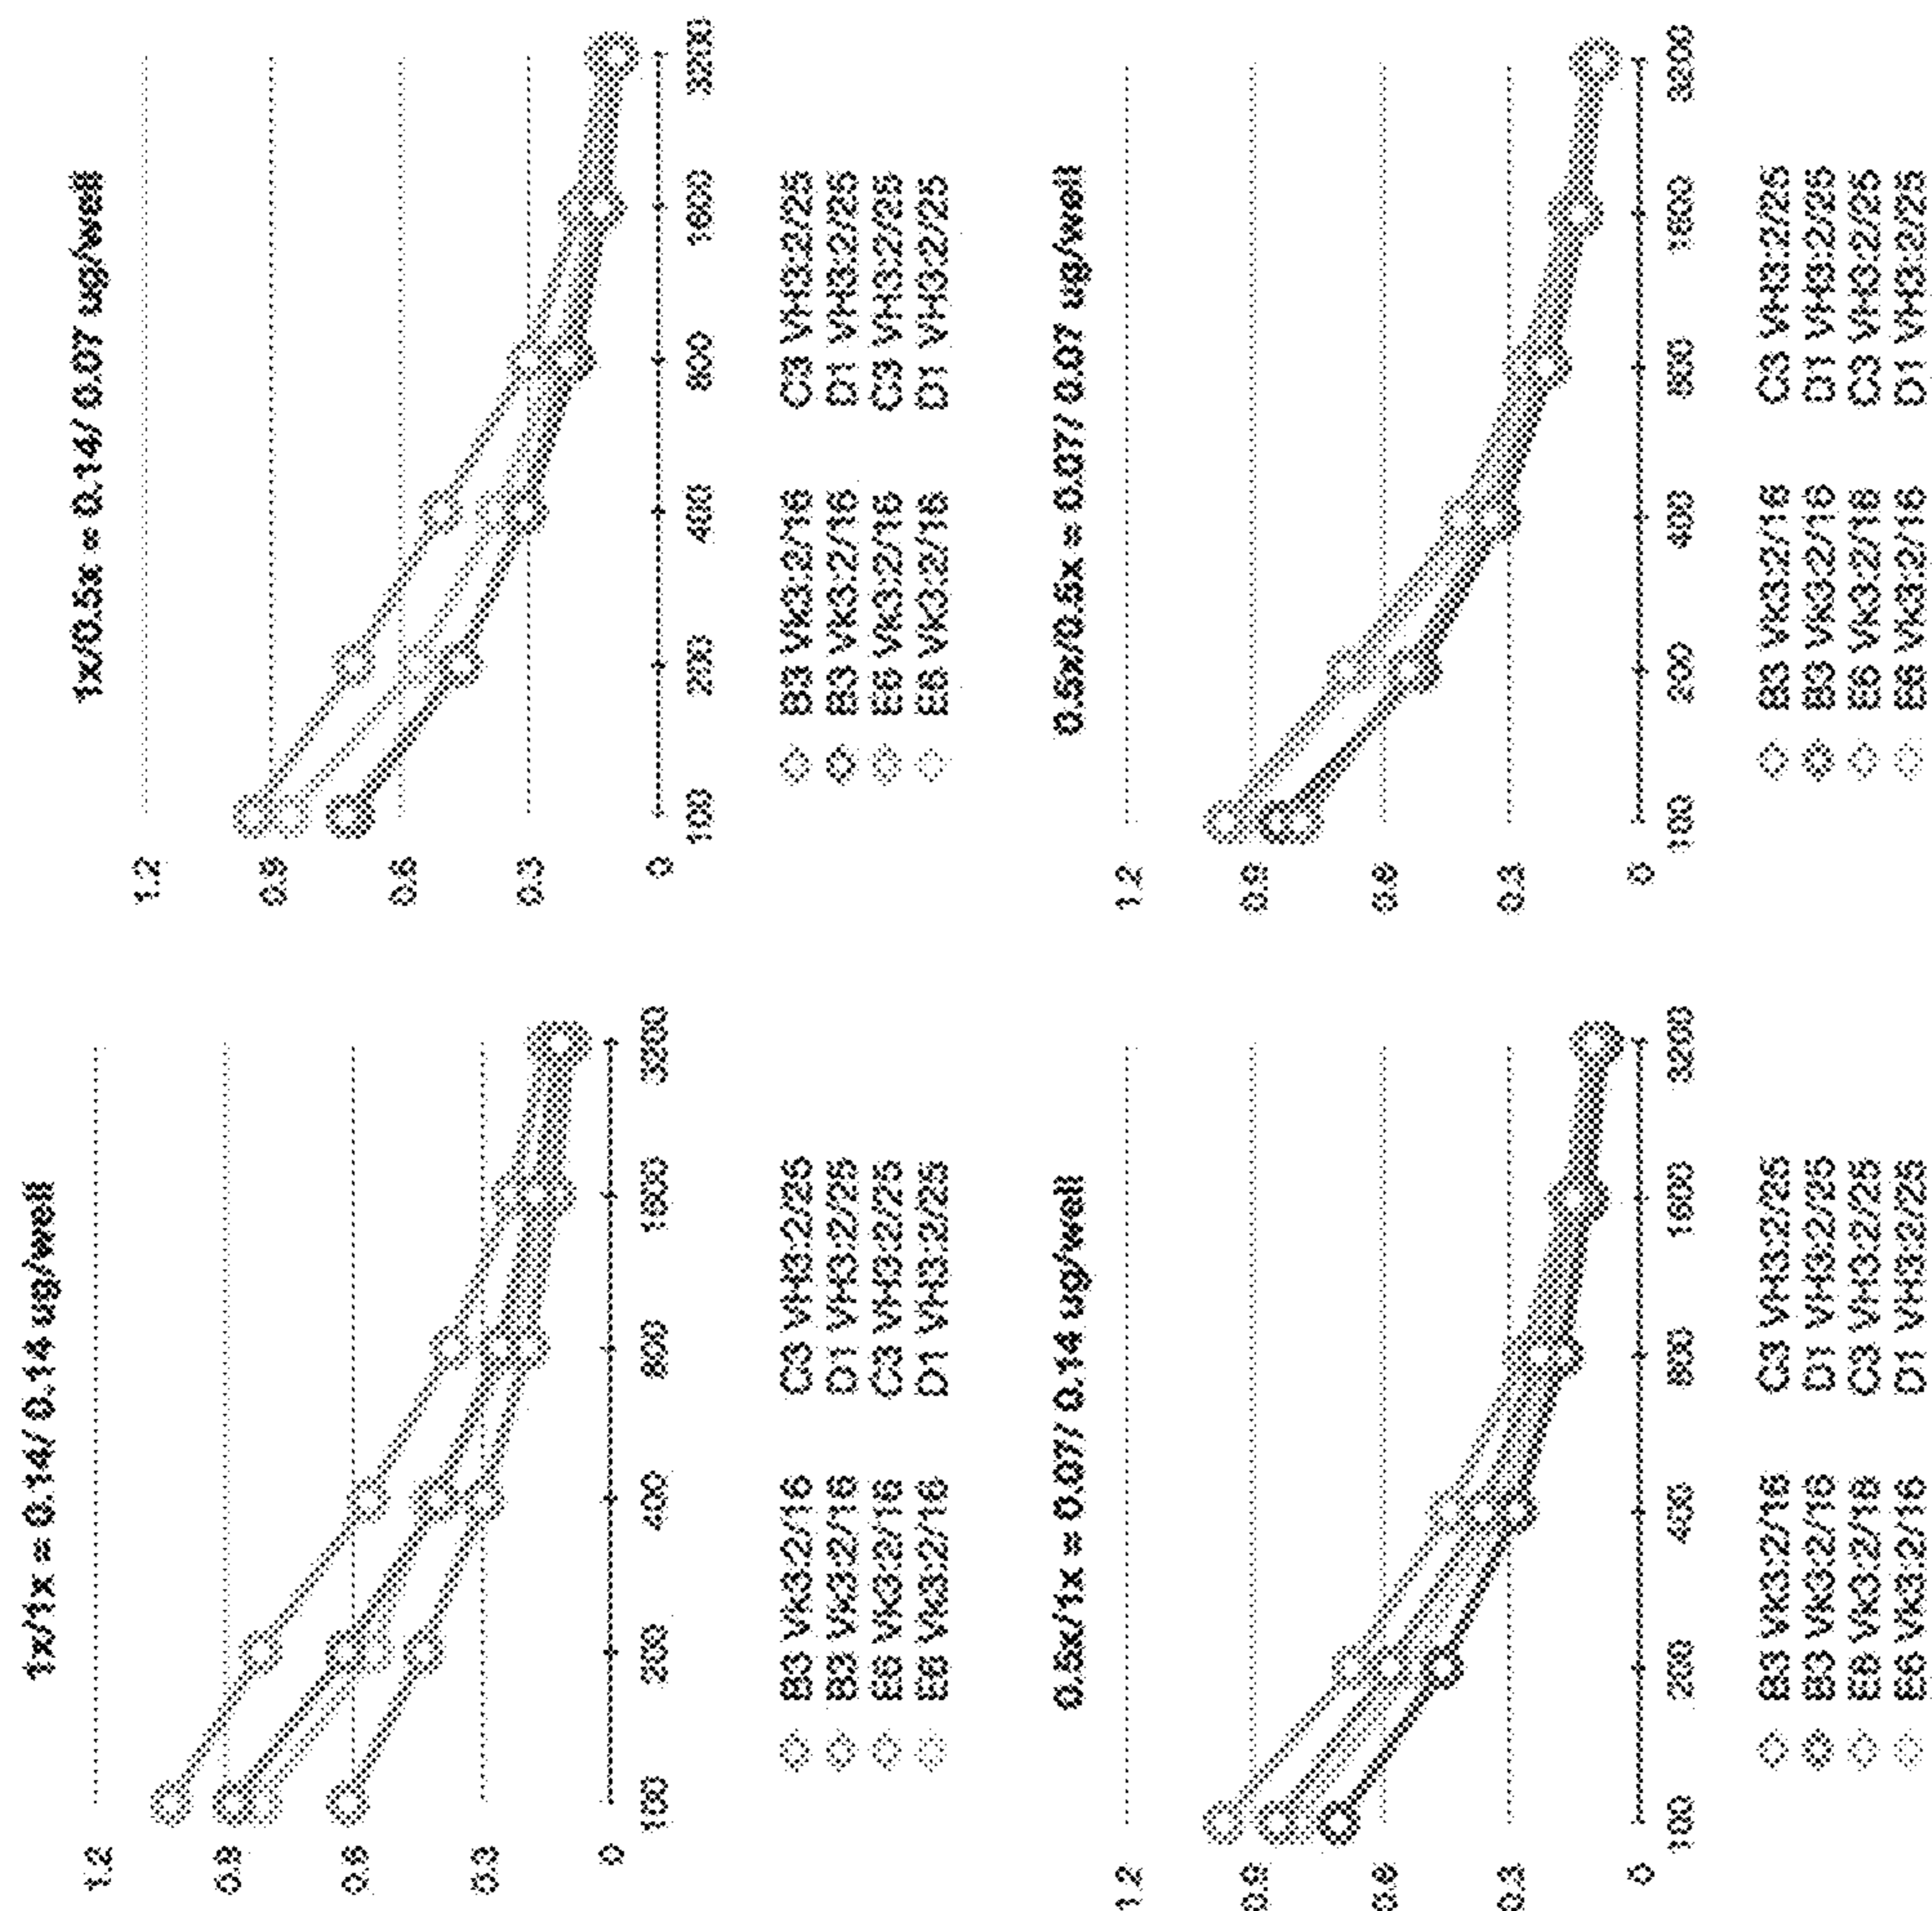 1x/1x = 0.14/ 0.14 ug/well
1.2
0.9
0.6
0.3
0
100 200 400 800 1600 3200
B3 VK3:2/16 C3 VH3:2/25
B3 VK3:2/16 D1 VH3:2/25
E6 VK3:2/16 C3 VH3:2/25
E6 VK3:2/16 D1 VH3:2/25
1x/0.5x = 0.14/ 0.07 ug/well
1.2
0.9
0.6
0.3
0
100 200 400 800 1600 3200
B3 VK3:2/16 C3 VH3:2/25
B3 VK3:2/16 D1 VH3:2/25
E6 VK3:2/16 C3 VH3:2/25
E6 VK3:2/16 D1 VH3:2/25
0.5x/1x = 0.07/ 0.14 ug/well
1.2
0.9
0.6
0.3
0
100 200 400 800 1600 3200
B3 VK3:2/16 C3 VH3:2/25
B3 VK3:2/16 D1 VH3:2/25
E6 VK3:2/16 C3 VH3:2/25
E6 VK3:2/16 D1 VH3:2/25
0.5x/0.5x = 0.07/ 0.07 ug/well
1.2
0.9
0.6
0.3
0
100 200 400 800 1600 3200
B3 VK3:2/16 C3 VH3:2/25
B3 VK3:2/16 D1 VH3:2/25
E6 VK3:2/16 C3 VH3:2/25
E6 VK3:2/16 D1 VH3:2/25